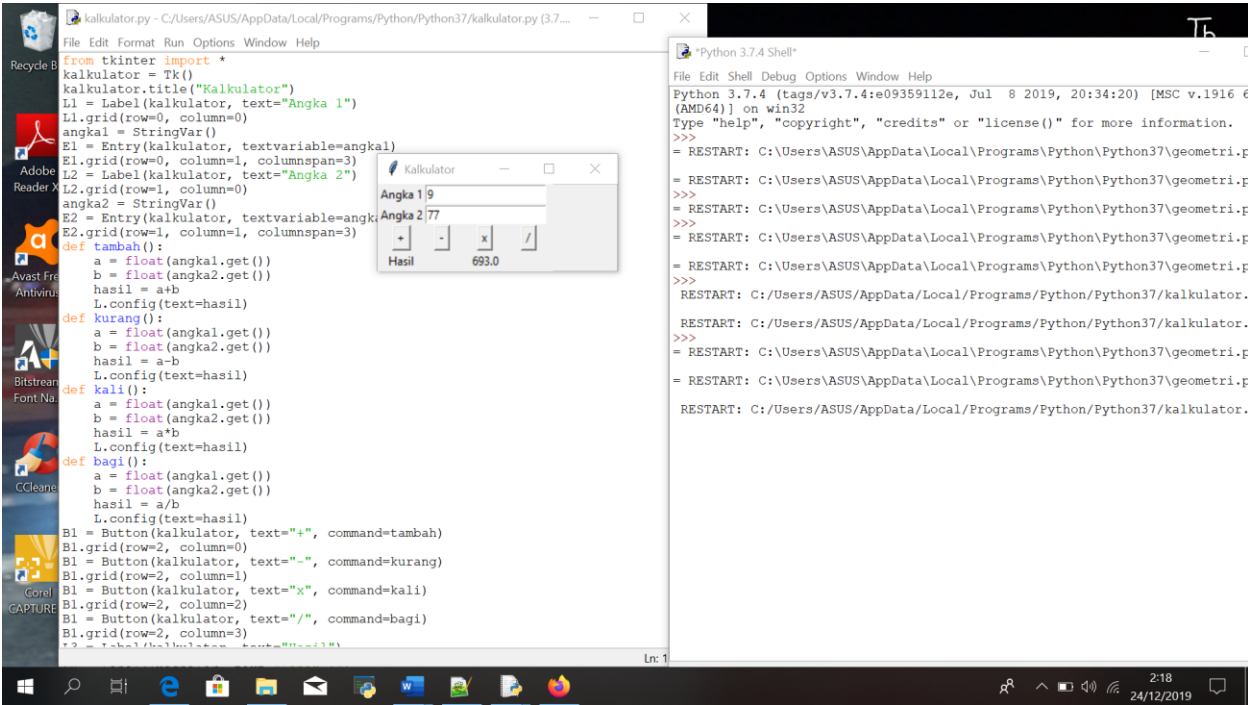 Recycle B
Adobe
Reader X
Avast Fre
Antivirus
Bitstream
Font Na.
CCleane
Corel
CAPTURE
kalkulator.py - C:/Users/ASUS/AppData/Local/Programs/Python/Python37/kalkulator.py (3.7....
File Edit Format Run Options Window Help
from tkinter import *
kalkulator = Tk()
kalkulator.title("Kalkulator")
L1 = Label(kalkulator, text="Angka 1")
L1.grid(row=0, column=0)
angka1 = StringVar()
E1 = Entry(kalkulator, textvariable=angka1)
E1.grid(row=0, column=1, columnspan=3)
L2 = Label(kalkulator, text="Angka 2")
L2.grid(row=1, column=0)
angka2 = StringVar()
E2 = Entry(kalkulator, textvariable=angka
E2.grid(row=1, column=1, columnspan=3)
def tambah():
    a = float(angka1.get())
    b = float(angka2.get())
    hasil = a+b
    L.config(text=hasil)
def kurang():
    a = float(angka1.get())
    b = float(angka2.get())
    hasil = a-b
    L.config(text=hasil)
def kali():
    a = float(angka1.get())
    b = float(angka2.get())
    hasil = a*b
    L.config(text=hasil)
def bagi():
    a = float(angka1.get())
    b = float(angka2.get())
    hasil = a/b
    L.config(text=hasil)
B1 = Button(kalkulator, text="+", command=tambah)
B1.grid(row=2, column=0)
B1 = Button(kalkulator, text="-", command=kurang)
B1.grid(row=2, column=1)
B1 = Button(kalkulator, text="x", command=kali)
B1.grid(row=2, column=2)
B1 = Button(kalkulator, text="/", command=bagi)
B1.grid(row=2, column=3)
L3 = Label(kalkulator, text="Hasil")
Ln: 1
Kalkulator
Angka 1 9
Angka 2 77
+ - x /
Hasil 693.0
Th
*Python 3.7.4 Shell*
File Edit Shell Debug Options Window Help
Python 3.7.4 (tags/v3.7.4:e09359112e, Jul  8 2019, 20:34:20) [MSC v.1916 6
(AMD64)] on win32
Type "help", "copyright", "credits" or "license()" for more information.
>>>
= RESTART: C:\Users\ASUS\AppData\Local\Programs\Python\Python37\geometri.p
= RESTART: C:\Users\ASUS\AppData\Local\Programs\Python\Python37\geometri.p
>>>
= RESTART: C:\Users\ASUS\AppData\Local\Programs\Python\Python37\geometri.p
>>>
= RESTART: C:\Users\ASUS\AppData\Local\Programs\Python\Python37\geometri.p
= RESTART: C:\Users\ASUS\AppData\Local\Programs\Python\Python37\geometri.p
>>>
 RESTART: C:/Users/ASUS/AppData/Local/Programs/Python/Python37/kalkulator.
 RESTART: C:/Users/ASUS/AppData/Local/Programs/Python/Python37/kalkulator.
>>>
= RESTART: C:\Users\ASUS\AppData\Local\Programs\Python\Python37\geometri.p
= RESTART: C:\Users\ASUS\AppData\Local\Programs\Python\Python37\geometri.p
 RESTART: C:/Users/ASUS/AppData/Local/Programs/Python/Python37/kalkulator.
2:18
24/12/2019